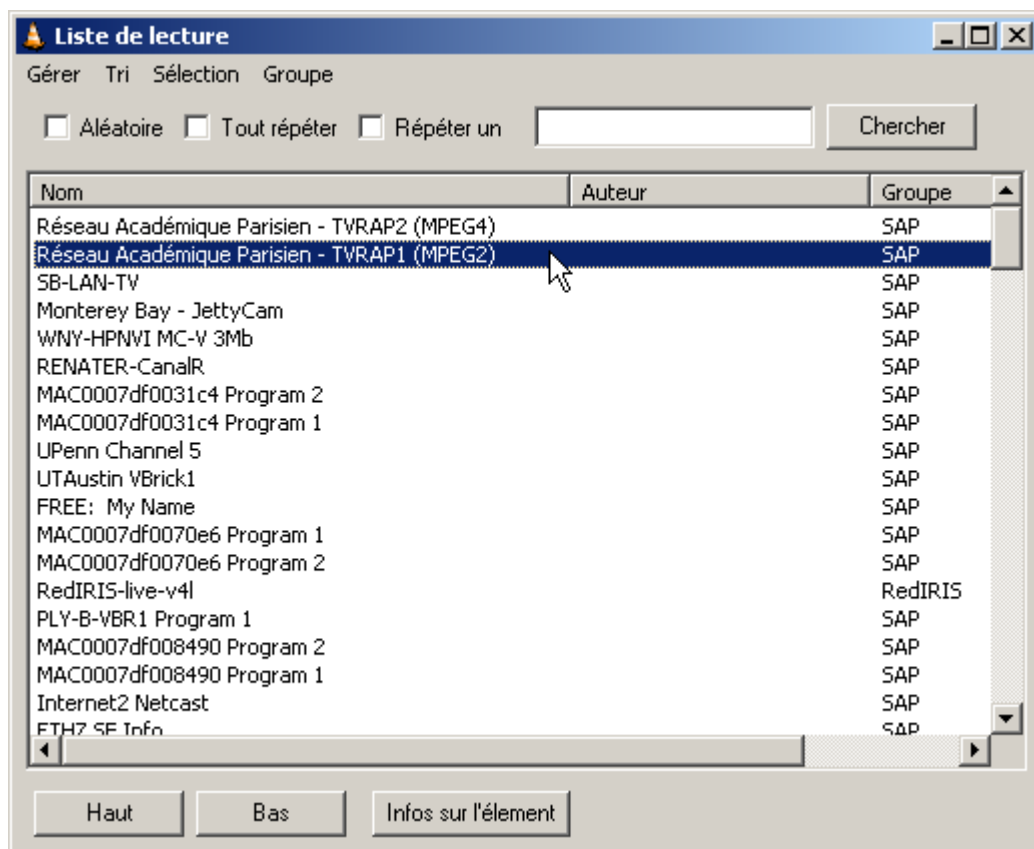 Liste de lecture
Gérer Tri Sélection Groupe
Aléatoire Tout répéter Répéter un Chercher
Nom Auteur Groupe
Réseau Académique Parisien - TVRAP2 (MPEG4) SAP
Réseau Académique Parisien - TVRAP1 (MPEG2) SAP
SB-LAN-TV SAP
Monterey Bay - JettyCam SAP
WNY-HPNVI MC-V 3Mb SAP
RENATER-CanalR SAP
MAC0007df0031c4 Program 2 SAP
MAC0007df0031c4 Program 1 SAP
UPenn Channel 5 SAP
UTAustin VBrick1 SAP
FREE: My Name SAP
MAC0007df0070e6 Program 1 SAP
MAC0007df0070e6 Program 2 SAP
RedIRIS-live-v4l RedIRIS
PLY-B-VBR1 Program 1 SAP
MAC0007df008490 Program 2 SAP
MAC0007df008490 Program 1 SAP
Internet2 Netcast SAP
ETHZ SE Info SAP
Haut Bas Infos sur l'élement